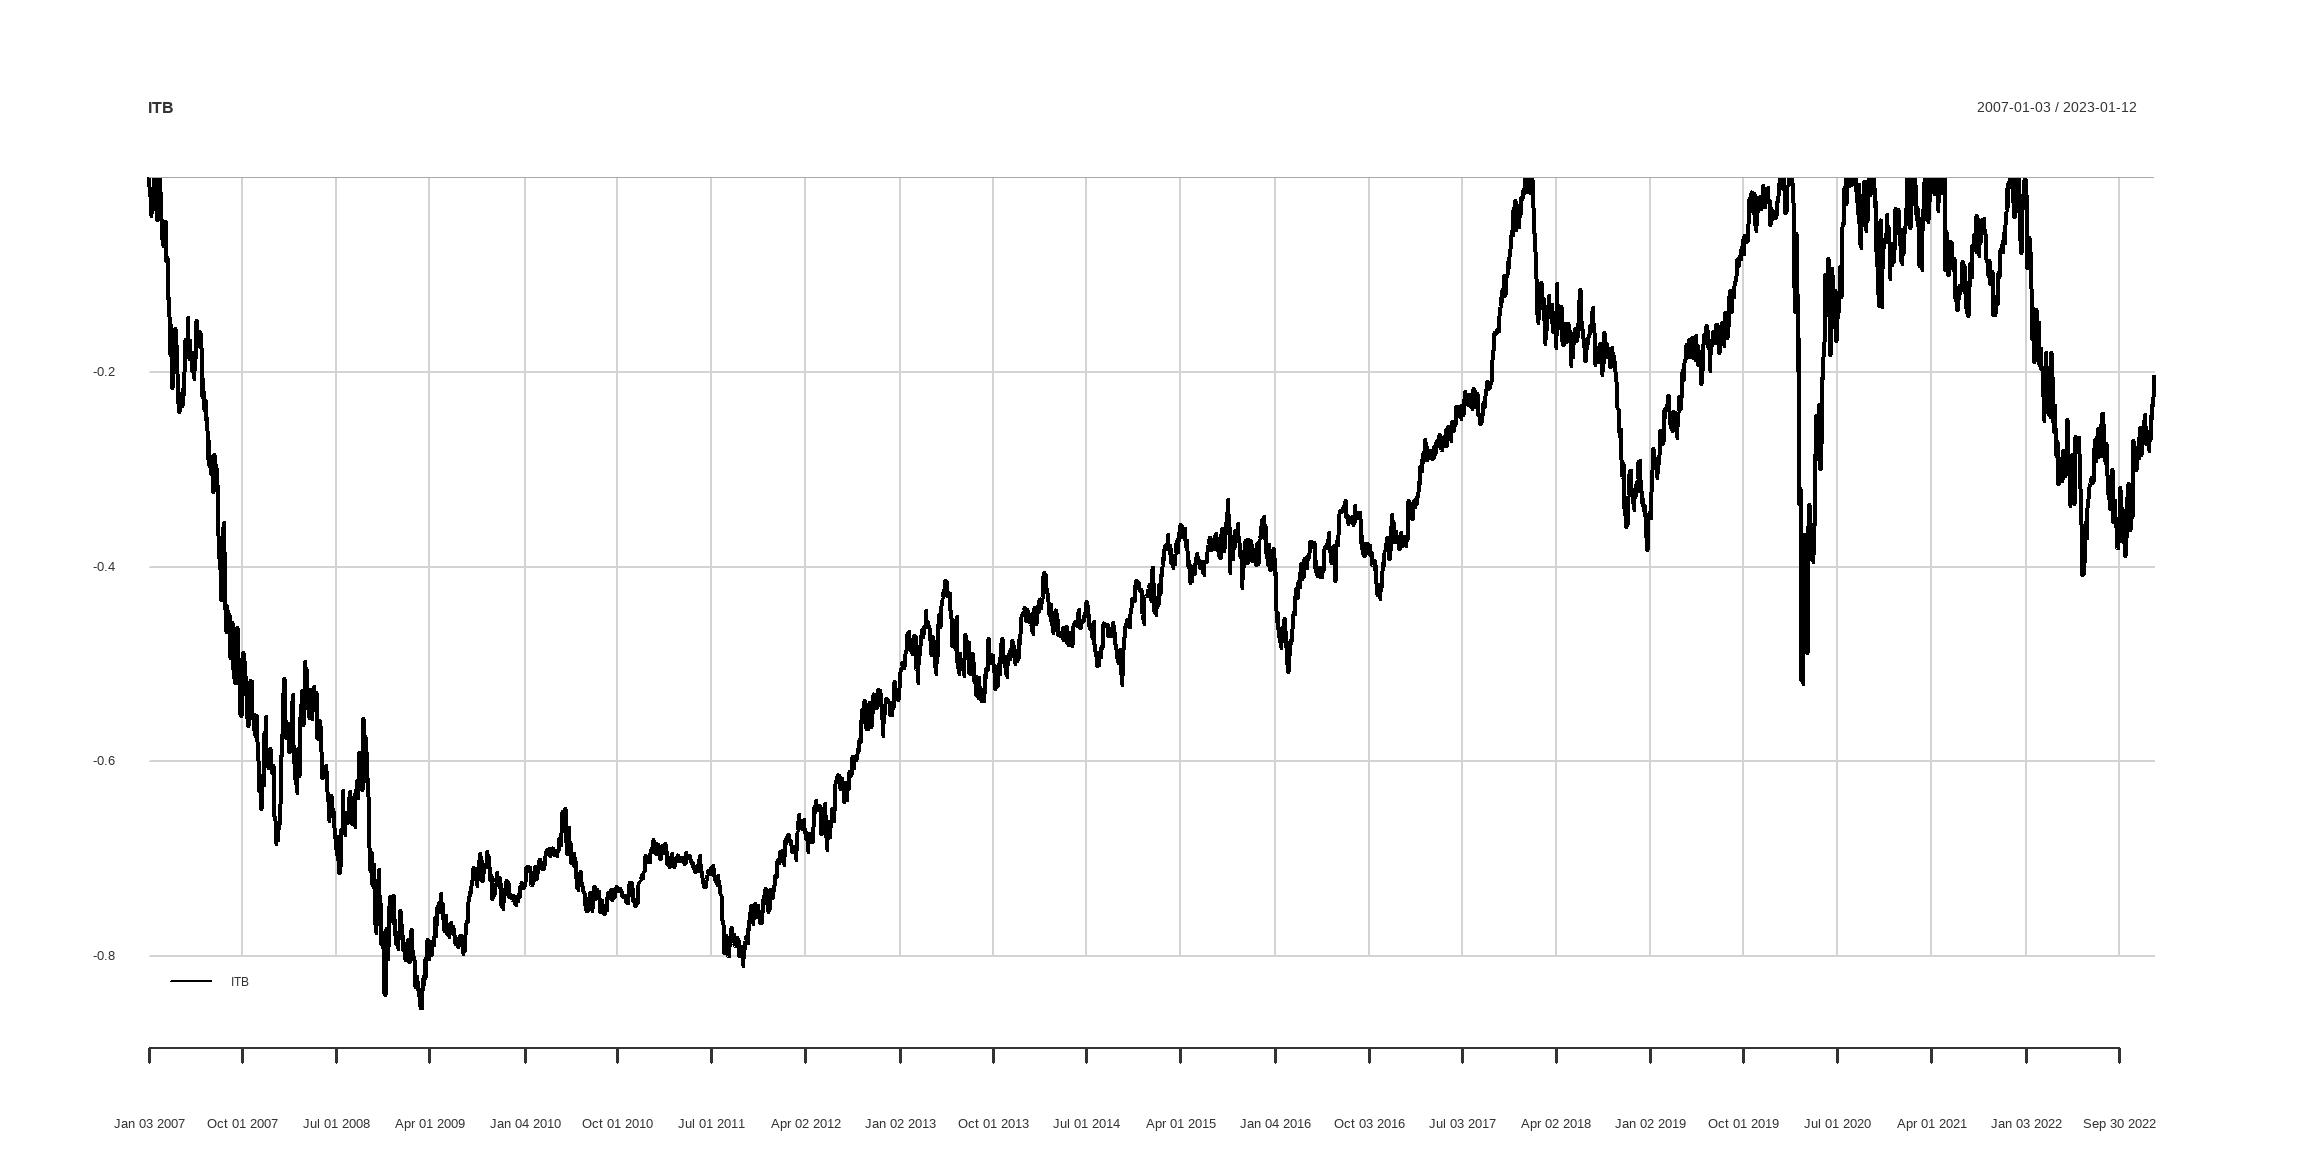 ITB 2007-01-03 / 2023-01-12
-0.2
-0.4
-0.6
-0.8
ITB
Jan 03 2007 Oct 01 2007 Jul 01 2008 Apr 01 2009 Jan 04 2010 Oct 01 2010 Jul 01 2011 Apr 02 2012 Jan 02 2013 Oct 01 2013 Jul 01 2014 Apr 01 2015 Jan 04 2016 Oct 03 2016 Jul 03 2017 Apr 02 2018 Jan 02 2019 Oct 01 2019 Jul 01 2020 Apr 01 2021 Jan 03 2022 Sep 30 2022